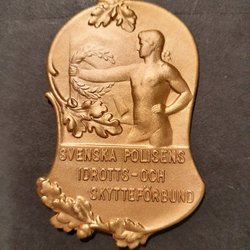 SVENSKA POLISENS
IDROTTS-OCH
SKYTTEFÖRBUND